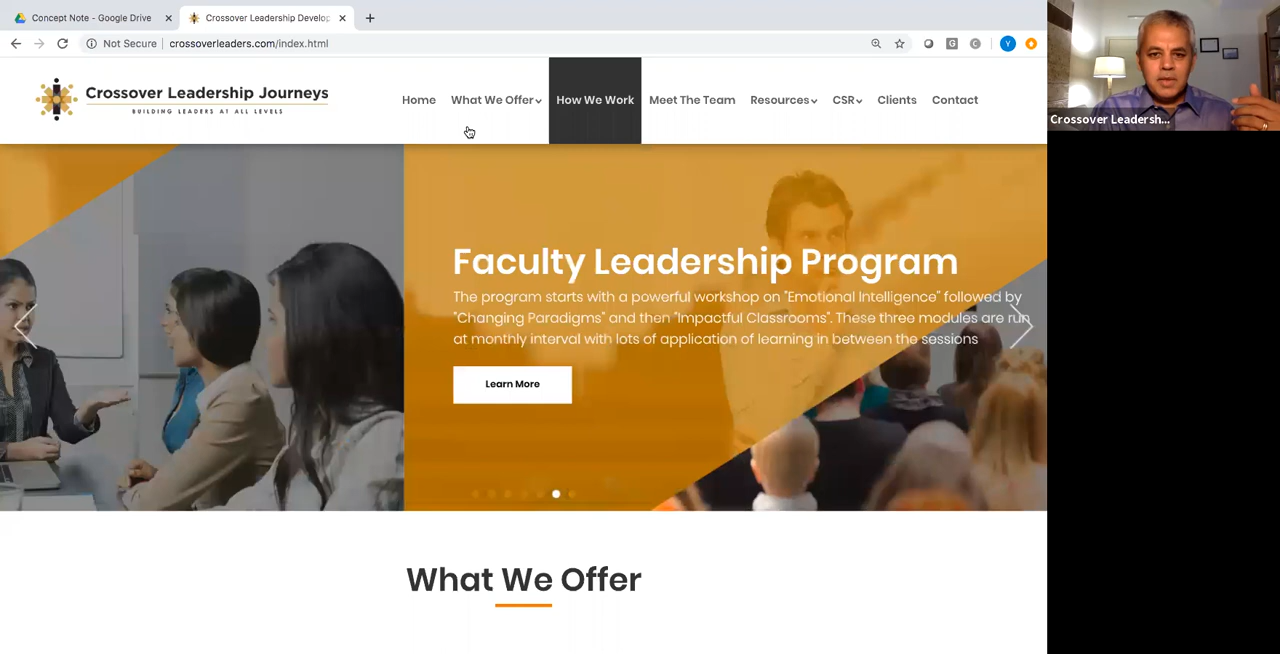 Concept Note - Google Drive
Crossover Leadership Develop
Not Secure
crossoverleaders.com/index.html
Y
Crossover Leadership Journeys
BUILDING LEADERS AT ALL LEVELS
Home
What We Offer
How We Work
Meet The Team
Resources
CSR
Clients
Contact
Crossover Leadersh...
Faculty Leadership Program
The program starts with a powerful workshop on "Emotional Intelligence" followed by
"Changing Paradigms" and then "Impactful Classrooms". These three modules are run
at monthly interval with lots of application of learning in between the sessions
Learn More
What We Offer